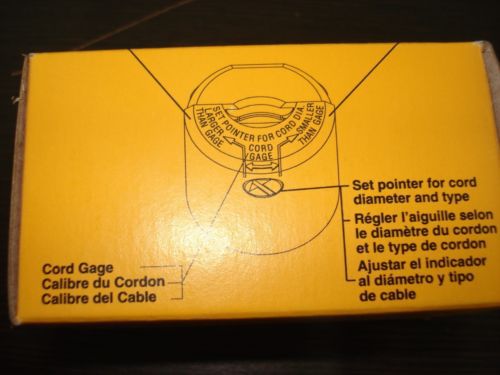 SET POINTER FOR CORD DIA.
LARGER
THAN GAGE
SMALLER
THAN GAGE
CORD
GAGE
Set pointer for cord
diameter and type
Régler l'aiguille selon
le diamètre du cordon
et le type de cordon
Ajustar el indicador
al diámetro y tipo
de cable
Cord Gage
Calibre du Cordon
Calibre del Cable